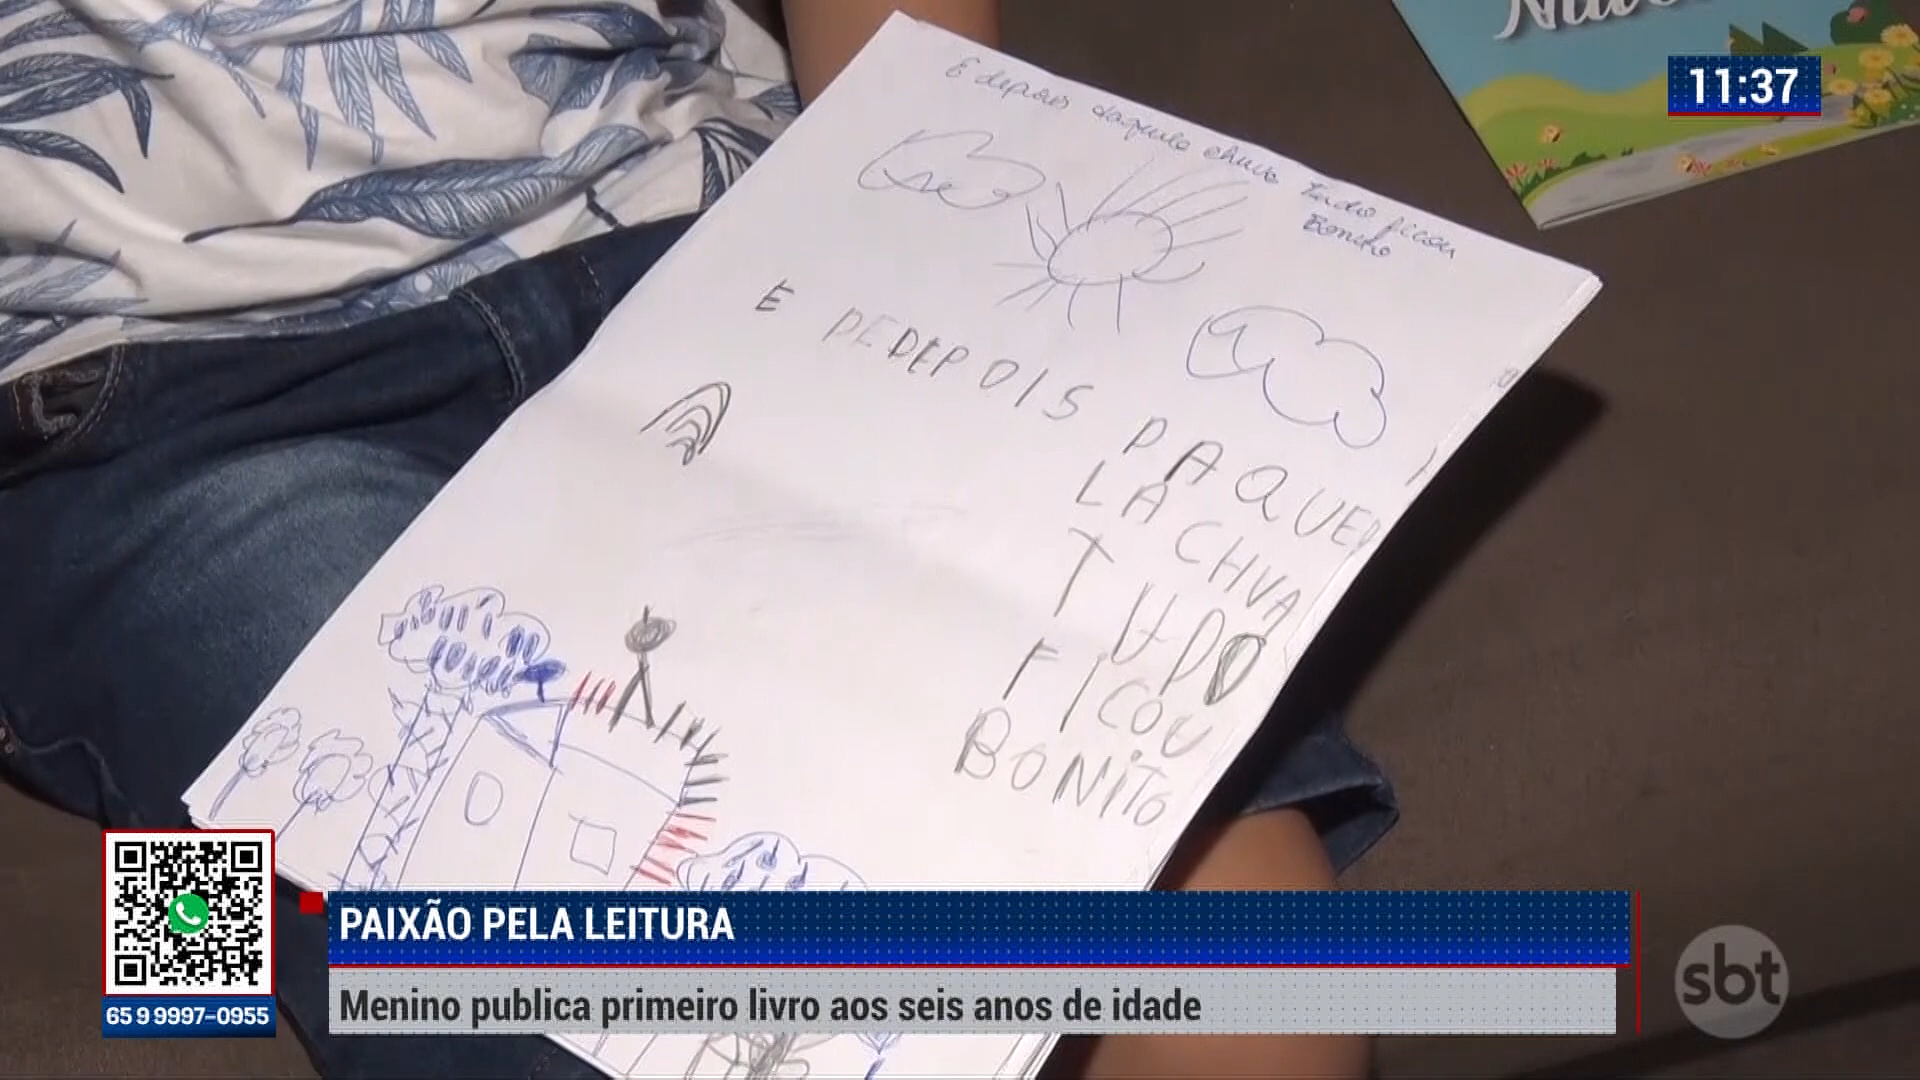 11:37
E depois daquela chuva tudo ficou
Bonito
E DEDEPOIS DAQUE
LA CHVA
TUDO
FICOU
BONITO
65 9 9997-0955
PAIXÃO PELA LEITURA
Menino publica primeiro livro aos seis anos de idade
sbt